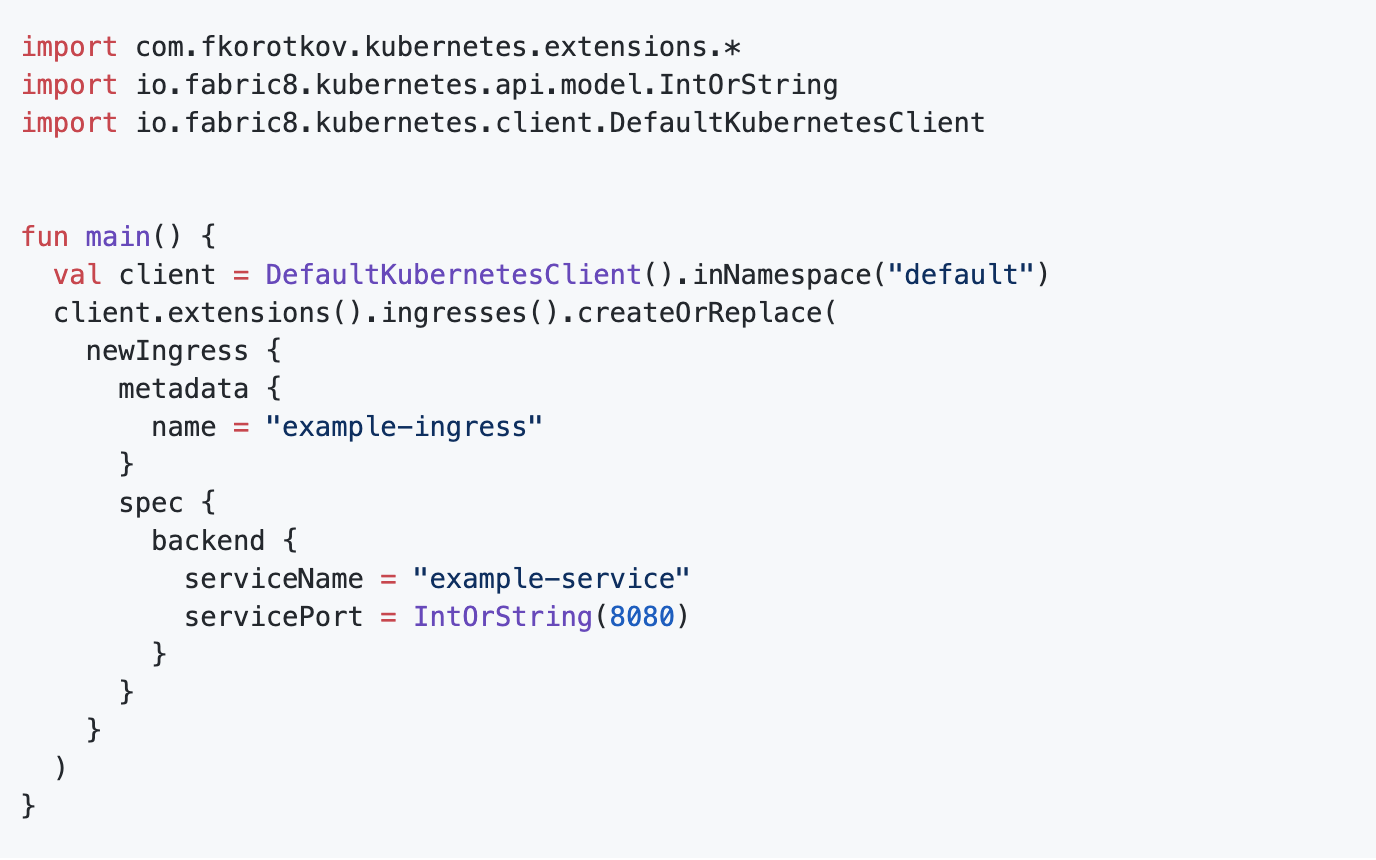 import com.fkorotkov.kubernetes.extensions.*
import io.fabric8.kubernetes.api.model.IntOrString
import io.fabric8.kubernetes.client.DefaultKubernetesClient
fun main() {
  val client = DefaultKubernetesClient().inNamespace("default")
  client.extensions().ingresses().createOrReplace(
    newIngress {
      metadata {
        name = "example-ingress"
      }
      spec {
        backend {
          serviceName = "example-service"
          servicePort = IntOrString(8080)
        }
      }
    }
  )
}